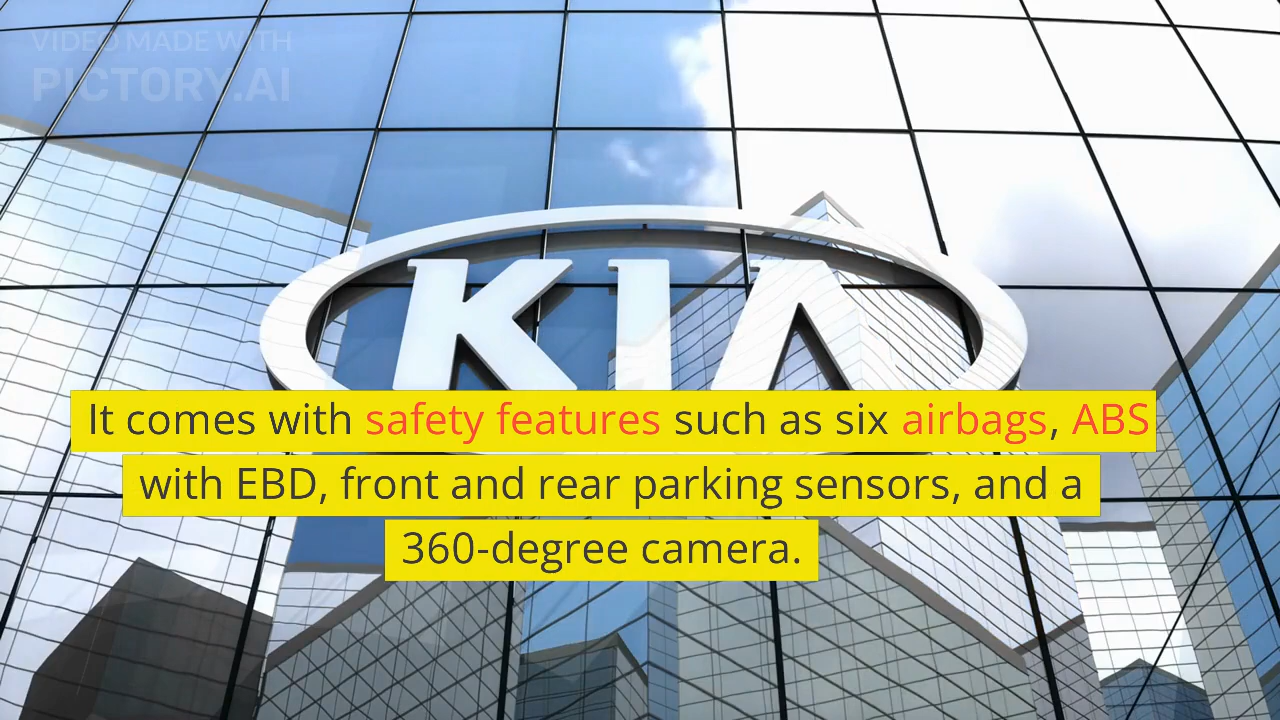 VIDEO MADE WITH
PICTORY.AI
KIA
It comes with safety features such as six airbags, ABS
with EBD, front and rear parking sensors, and a
360-degree camera.